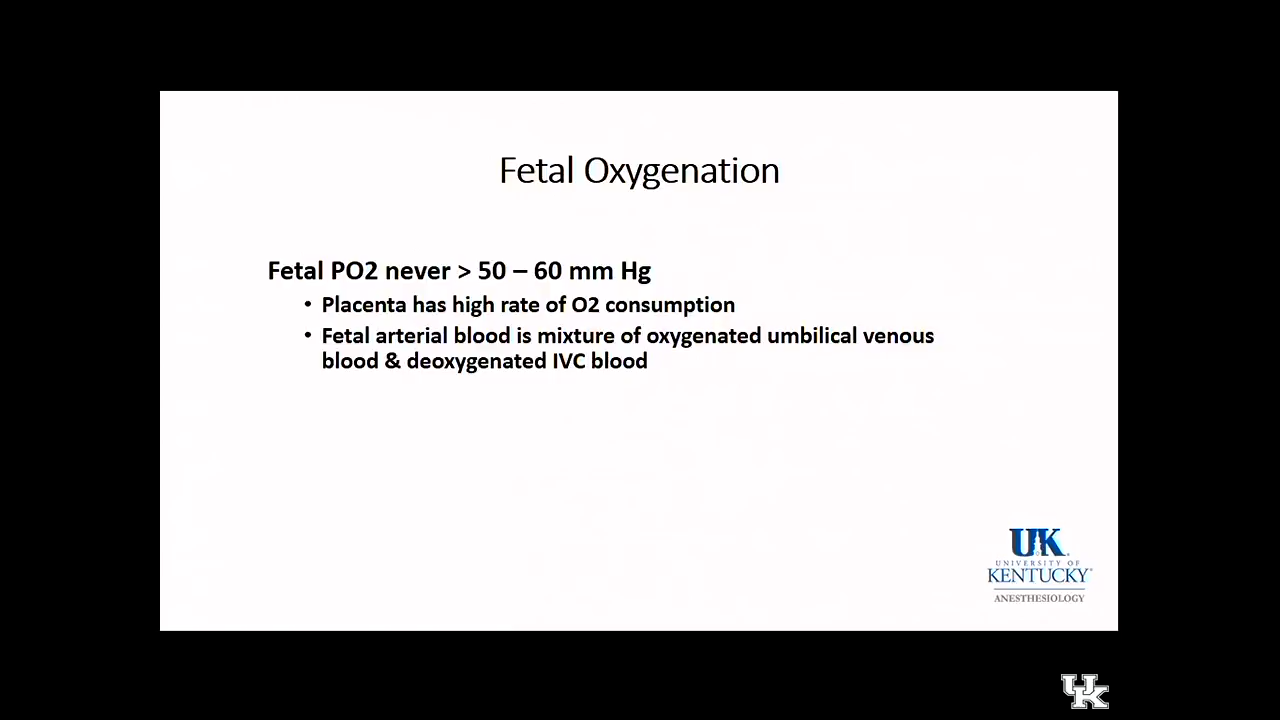 Fetal Oxygenation
Fetal PO2 never > 50 – 60 mm Hg
• Placenta has high rate of O2 consumption
• Fetal arterial blood is mixture of oxygenated umbilical venous
blood & deoxygenated IVC blood
UK
UNIVERSITY OF
KENTUCKY®
ANESTHESIOLOGY
UK